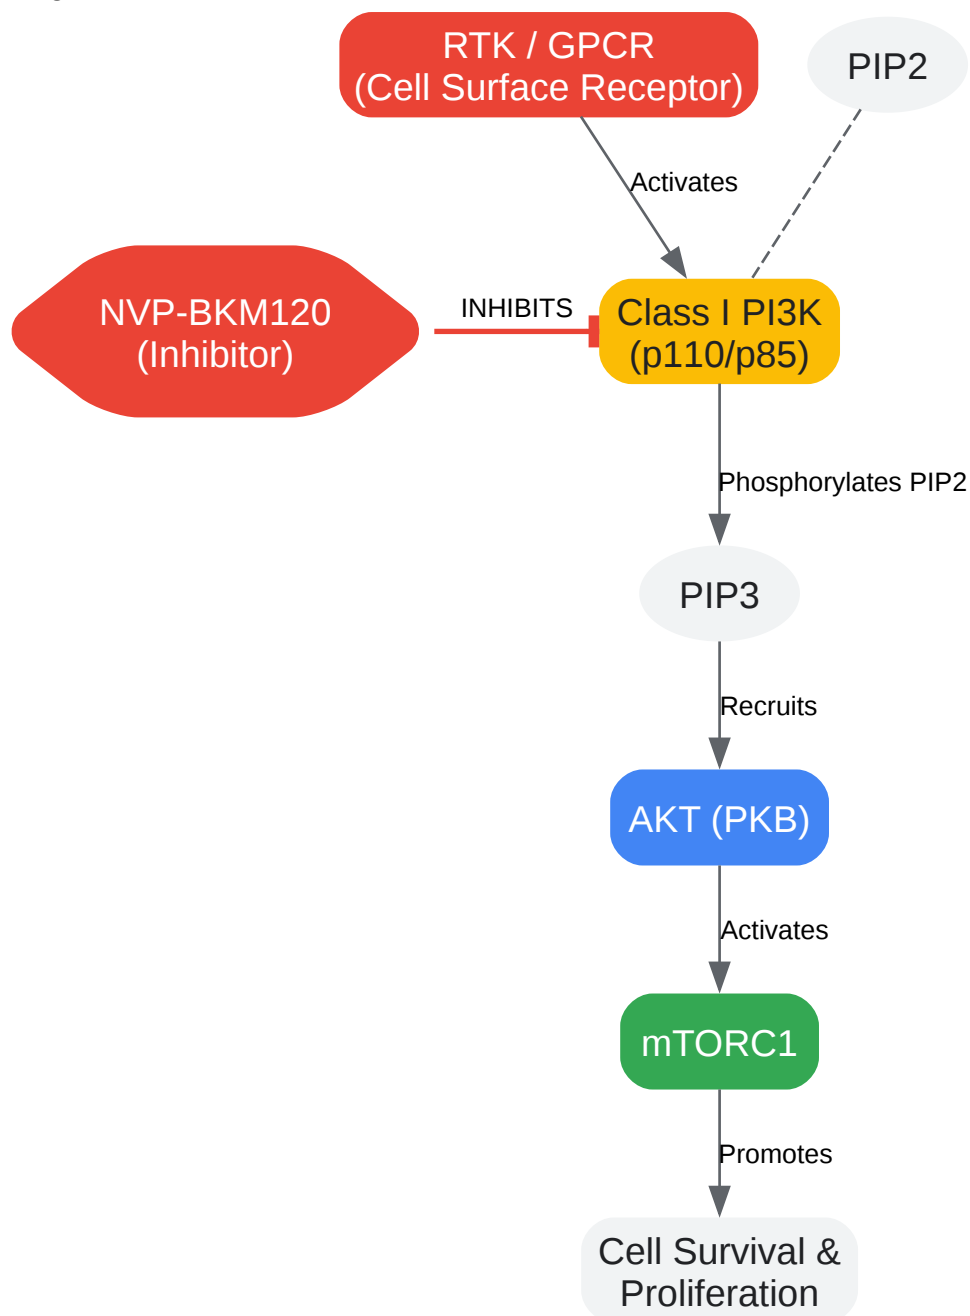 RTK / GPCR
(Cell Surface Receptor)
PIP2
Activates
NVP-BKM120
(Inhibitor)
INHIBITS
Class I PI3K
(p110/p85)
Phosphorylates PIP2
PIP3
Recruits
AKT (PKB)
Activates
mTORC1
Promotes
Cell Survival &
Proliferation